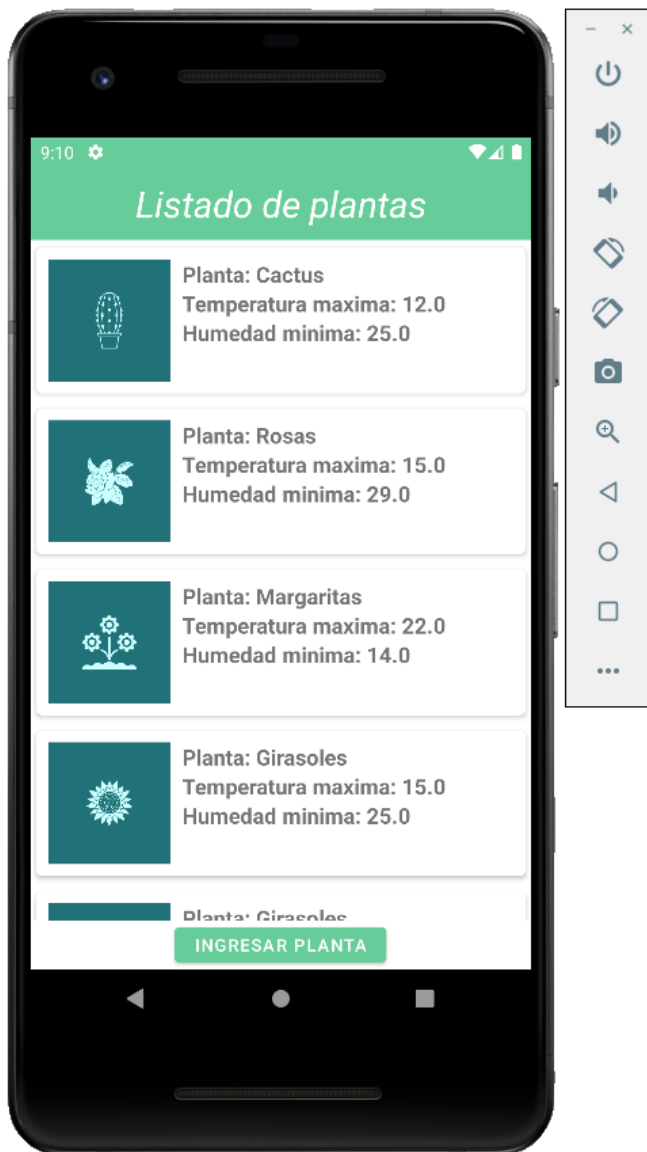 9:10
Listado de plantas
Planta: Cactus
Temperatura maxima: 12.0
Humedad minima: 25.0
Planta: Rosas
Temperatura maxima: 15.0
Humedad minima: 29.0
Planta: Margaritas
Temperatura maxima: 22.0
Humedad minima: 14.0
Planta: Girasoles
Temperatura maxima: 15.0
Humedad minima: 25.0
Planta: Girasoles
INGRESAR PLANTA